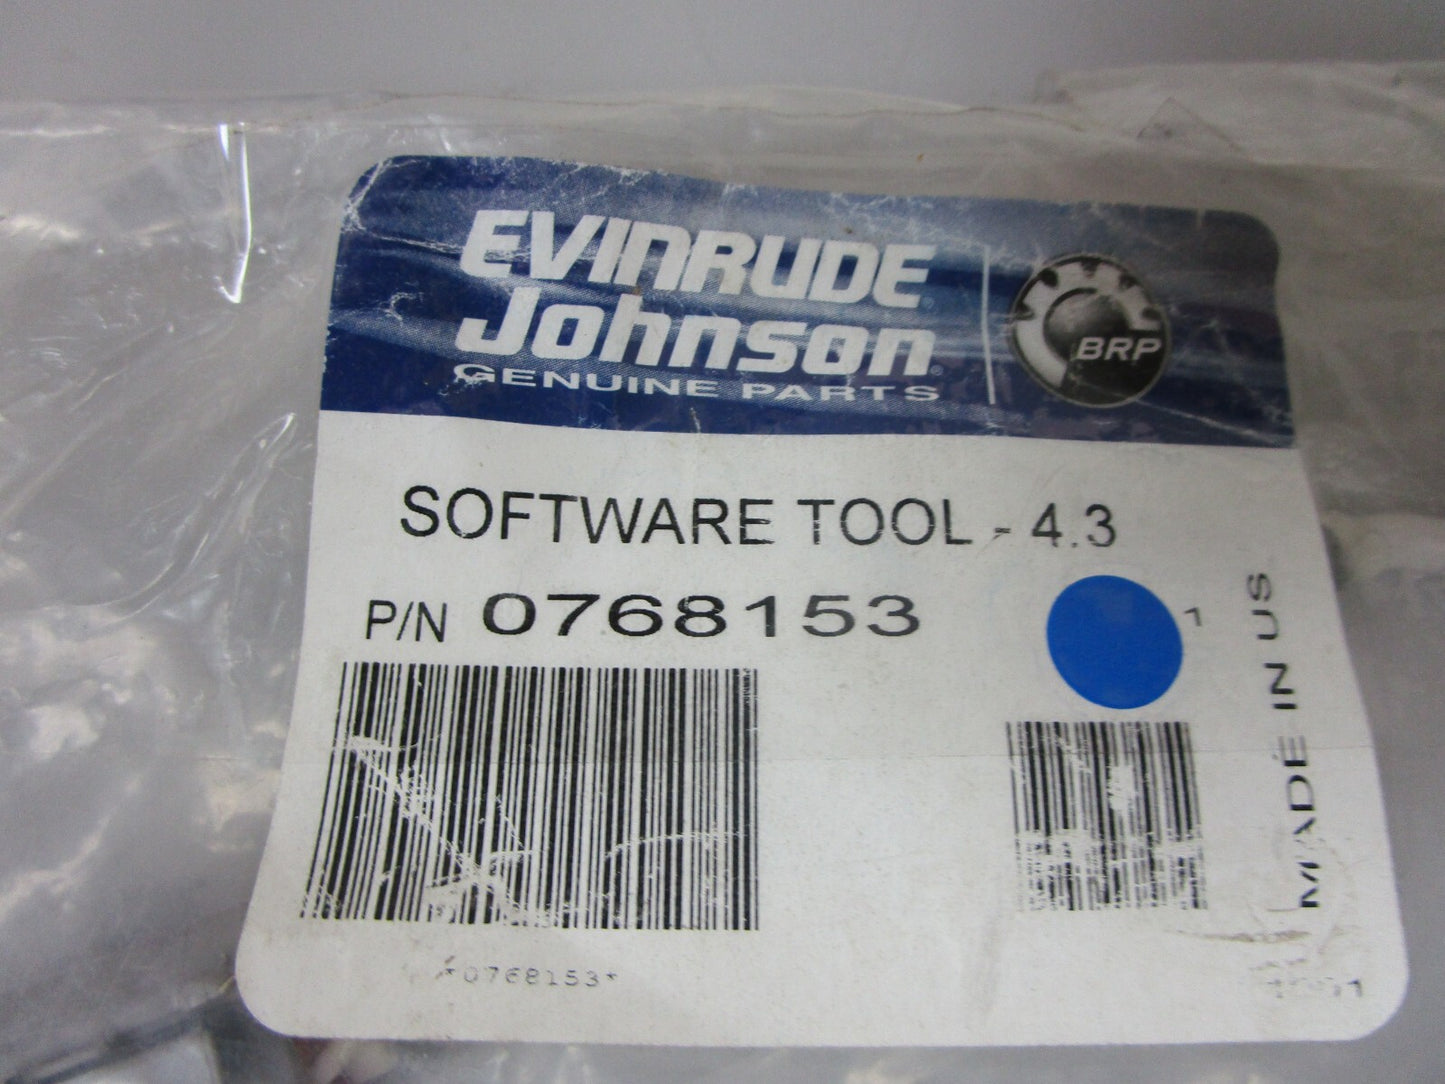 EVINRUDE
Johnson
GENUINE PARTS
BRP
SOFTWARE TOOL - 4.3
P/N 0768153
1
MADE IN US
*0768153*